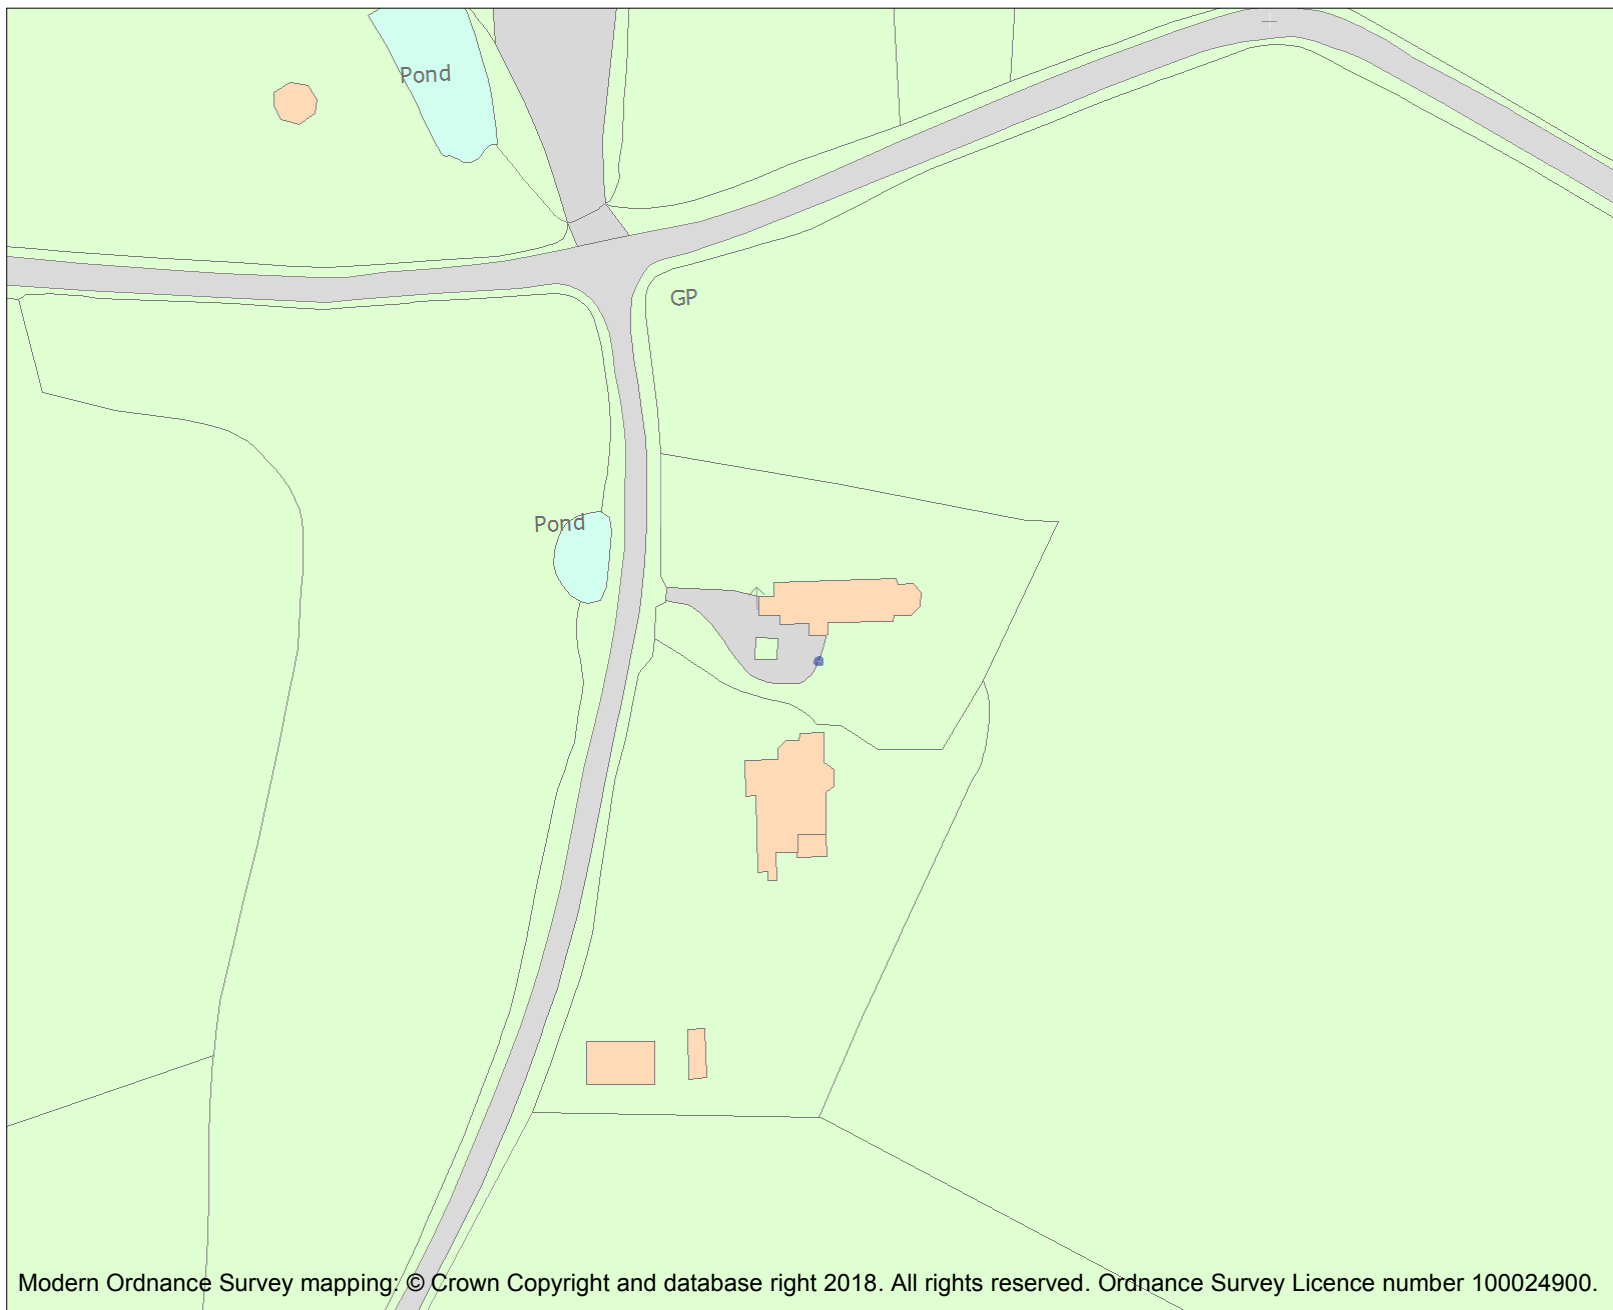 Pond
GP
Pond
Modern Ordnance Survey mapping: © Crown Copyright and database right 2018. All rights reserved. Ordnance Survey Licence number 100024900.